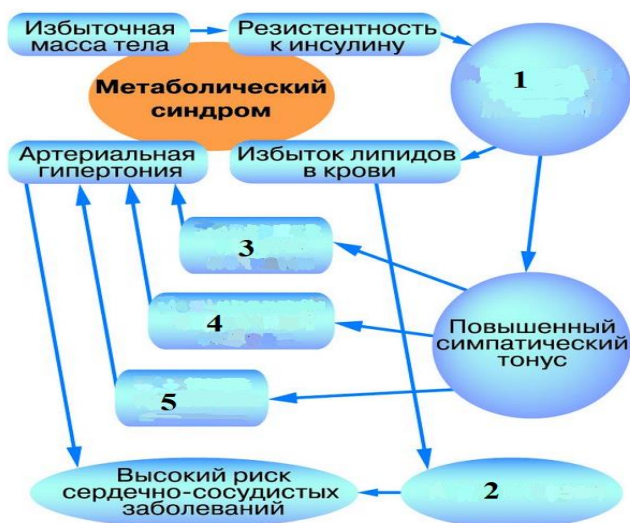 Избыточная
масса тела
Резистентность
к инсулину
1
Метаболический
синдром
Артериальная
гипертония
Избыток липидов
в крови
3
4
5
Повышенный
симпатический
тонус
Высокий риск
сердечно-сосудистых
заболеваний
2